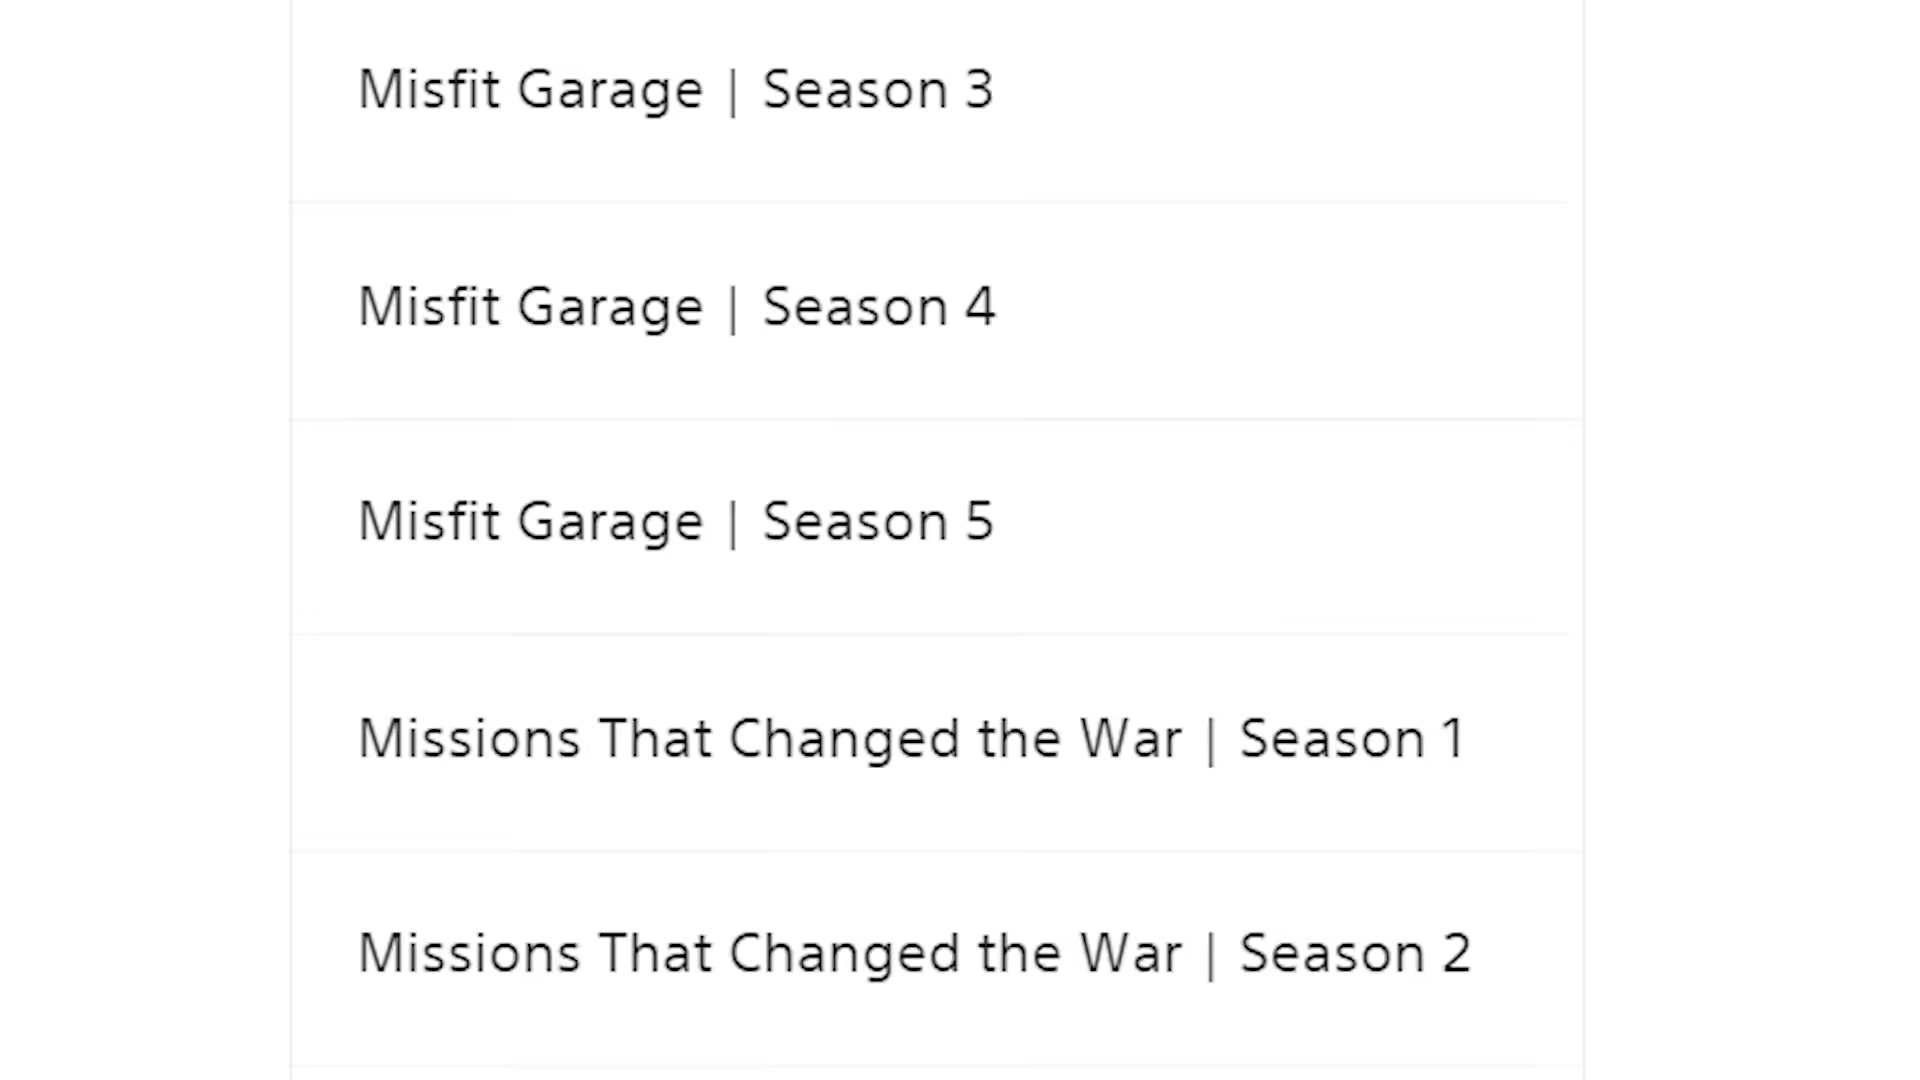 Misfit Garage | Season 3
Misfit Garage | Season 4
Misfit Garage | Season 5
Missions That Changed the War | Season 1
Missions That Changed the War | Season 2